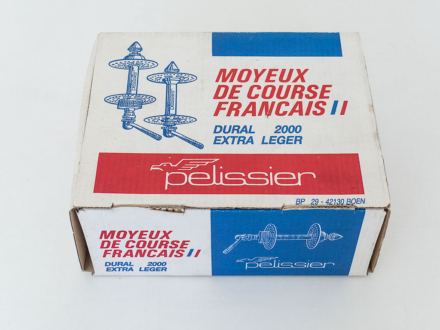 MOYEUX
DE COURSE
FRANCAIS
DURAL 2000
EXTRA LEGER
pelissier
BP 29 - 42130 BOEN
MOYEUX
DE COURSE
FRANCAIS
DURAL 2000
EXTRA LEGER
pelissier